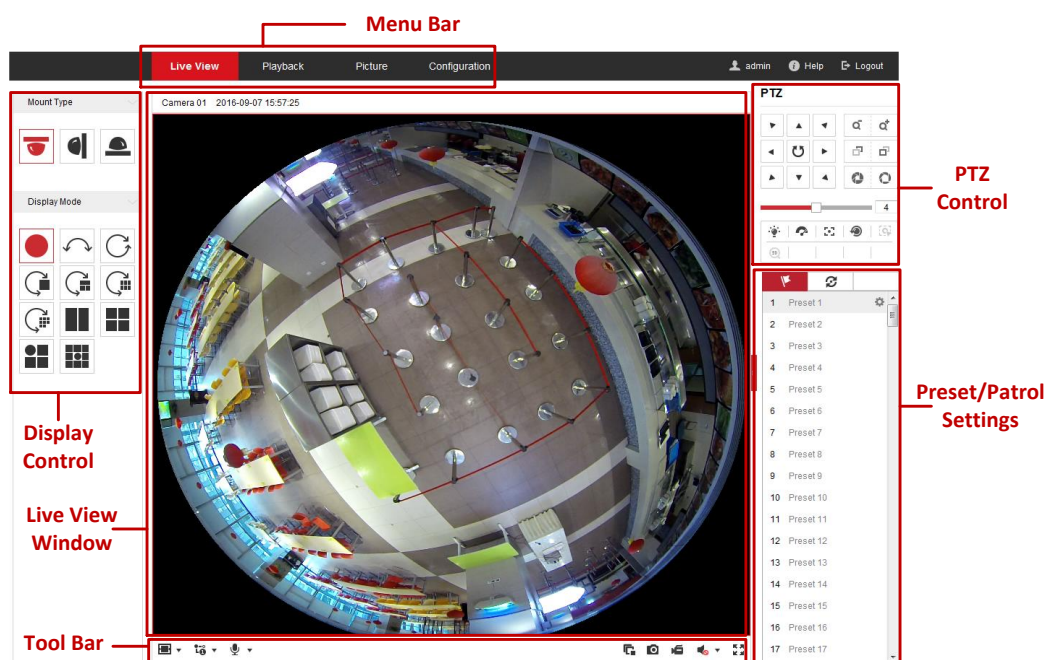 Menu Bar
Live View Playback Picture Configuration admin Help Logout
Mount Type
Camera 01 2016-09-07 15:57:25
PTZ
PTZ
Control
4
Display Mode
1 Preset 1
2 Preset 2
3 Preset 3
4 Preset 4
5 Preset 5
6 Preset 6
7 Preset 7
8 Preset 8
9 Preset 9
10 Preset 10
11 Preset 11
12 Preset 12
13 Preset 13
14 Preset 14
15 Preset 15
16 Preset 16
17 Preset 17
Preset/Patrol
Settings
Display
Control
Live View
Window
Tool Bar